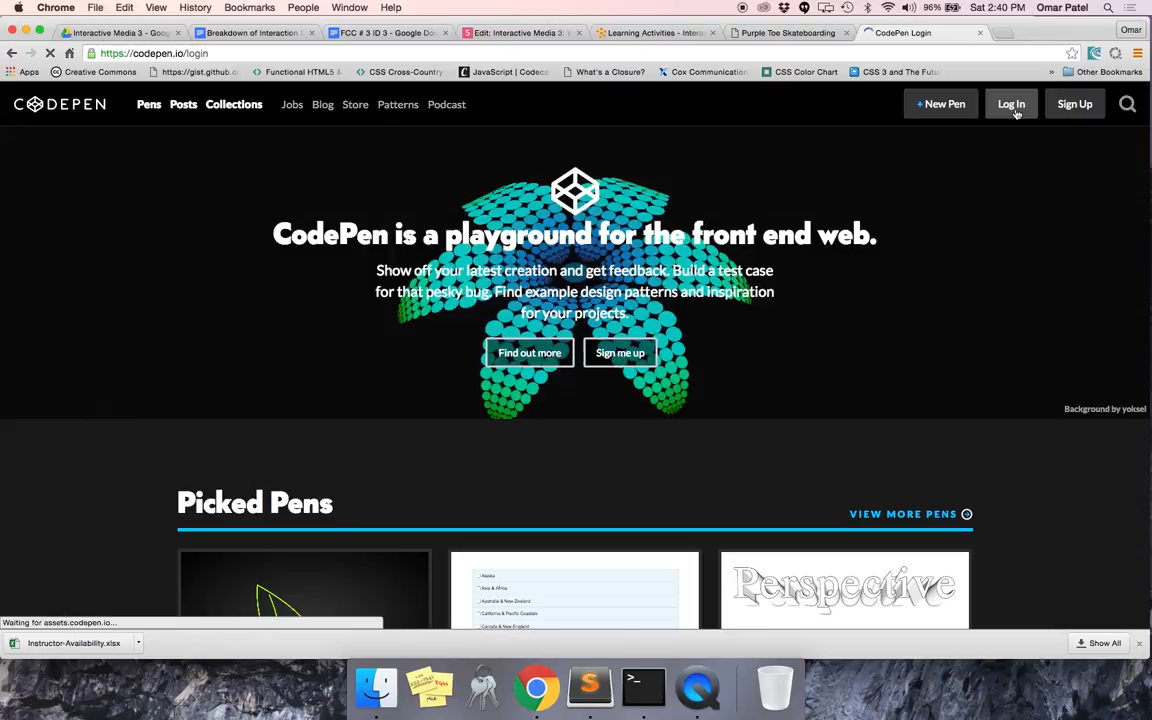 Chrome File Edit View History Bookmarks People Window Help 96% Sat 2:40 PM Omar Patel
Interactive Media 3 - Goog Breakdown of Interaction D FCC # 3 ID 3 - Google Doc Edit: Interactive Media 3: Learning Activities - Intera Purple Toe Skateboarding CodePen Login Omar
https://codepen.io/login
Apps Creative Commons https://gist.github.c Functional HTML5 & CSS Cross-Country JavaScript | Codeca What's a Closure? Cox Communication CSS Color Chart CSS 3 and The Futu » Other Bookmarks
CODEPEN Pens Posts Collections Jobs Blog Store Patterns Podcast + New Pen Log In Sign Up
CodePen is a playground for the front end web.
Show off your latest creation and get feedback. Build a test case
for that pesky bug. Find example design patterns and inspiration
for your projects.
Find out more Sign me up
Background by yoksel
Picked Pens
VIEW MORE PENS
Alaska
Asia & Africa
Australia & New Zealand
California & Pacific Coastals
Canada & New England
Perspective
Waiting for assets.codepen.io...
Instructor-Availability.xlsx Show All